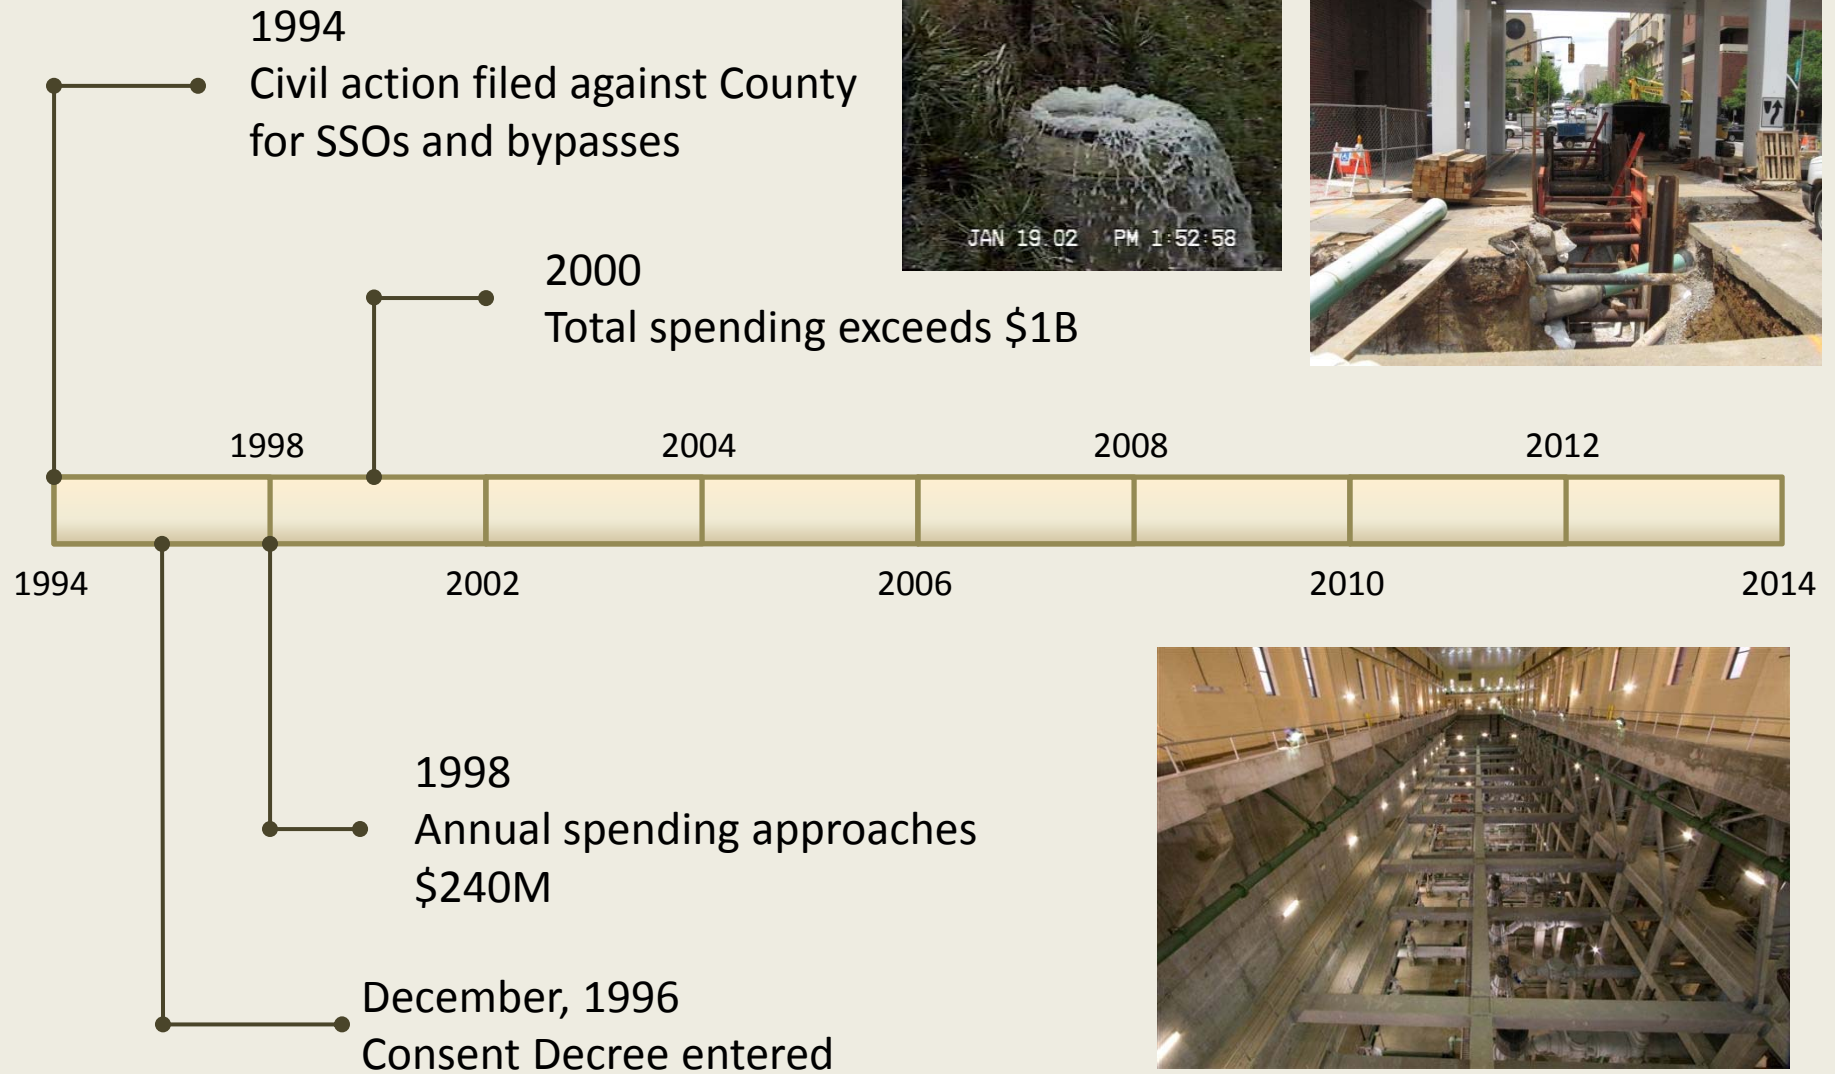 1994
Civil action filed against County
for SSOs and bypasses
JAN 19.02 PM 1:52:58
2000
Total spending exceeds $1B
1998
2004
2008
2012
1994
2002
2006
2010
2014
1998
Annual spending approaches
$240M
December, 1996
Consent Decree entered